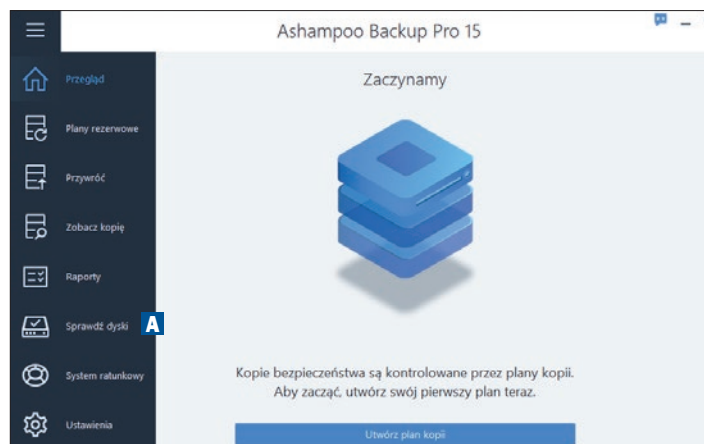 Ashampoo Backup Pro 15
Przegląd
Plany rezerwowe
Przywróć
Zobacz kopię
Raporty
Sprawdź dyski A
System ratunkowy
Ustawienia
Zaczynamy
Kopie bezpieczeństwa są kontrolowane przez plany kopii.
Aby zacząć, utwórz swój pierwszy plan teraz.
Utwórz plan kopii